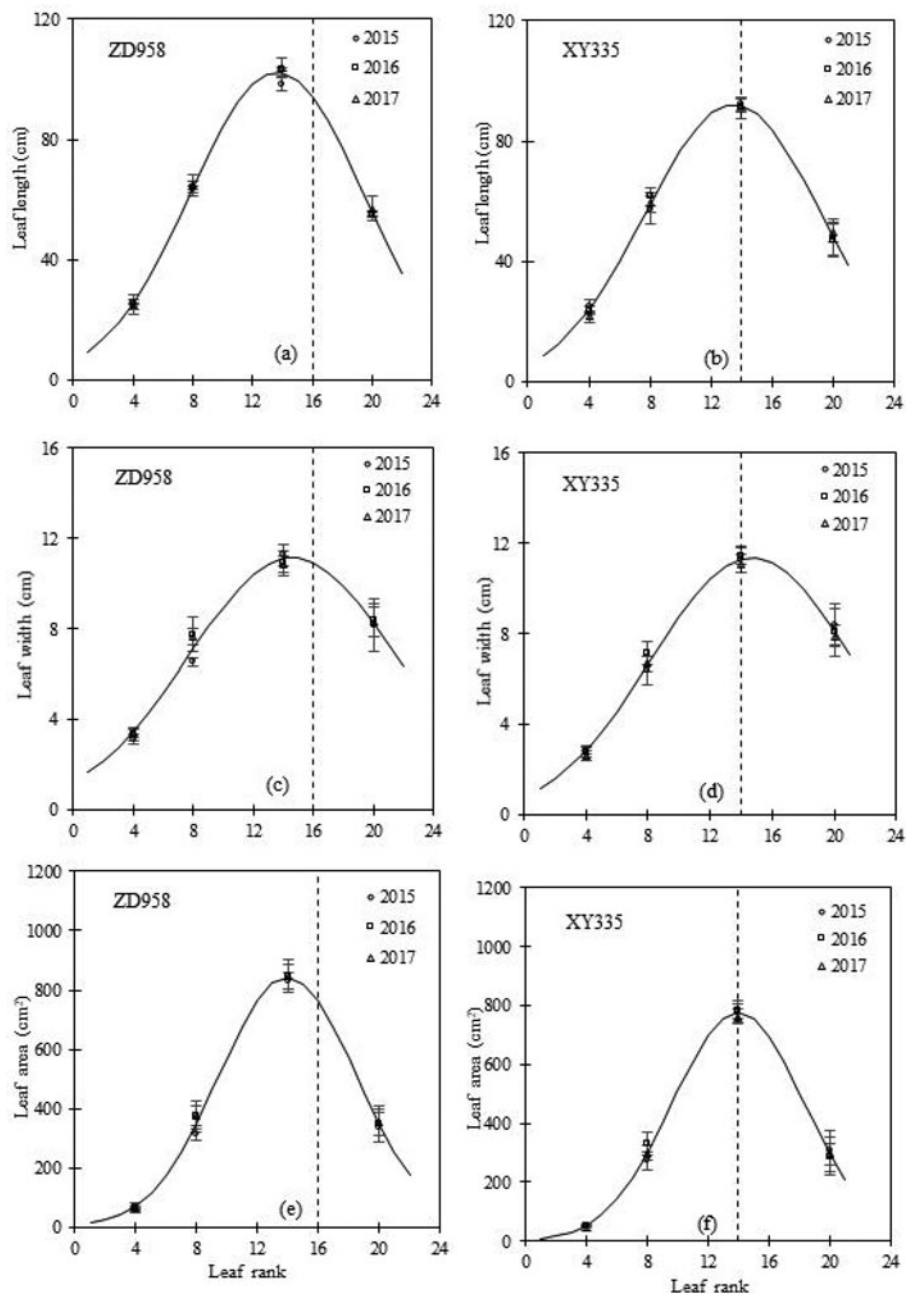 120
ZD958
2015
2016
2017
80
40
0
Leaf length (cm)
(a)
0 4 8 12 16 20 24
120
XY335
2015
2016
2017
80
40
0
Leaf length (cm)
(b)
0 4 8 12 16 20 24
16
ZD958
2015
2016
2017
12
8
4
0
Leaf width (cm)
(c)
0 4 8 12 16 20 24
16
XY335
2015
2016
2017
12
8
4
0
Leaf width (cm)
(d)
0 4 8 12 16 20 24
1200
ZD958
2015
2016
2017
1000
800
600
400
200
0
Leaf area (cm²)
(e)
0 4 8 12 16 20 24
Leaf rank
1200
XY335
2015
2016
2017
1000
800
600
400
200
0
Leaf area (cm²)
(f)
0 4 8 12 16 20 24
Leaf rank